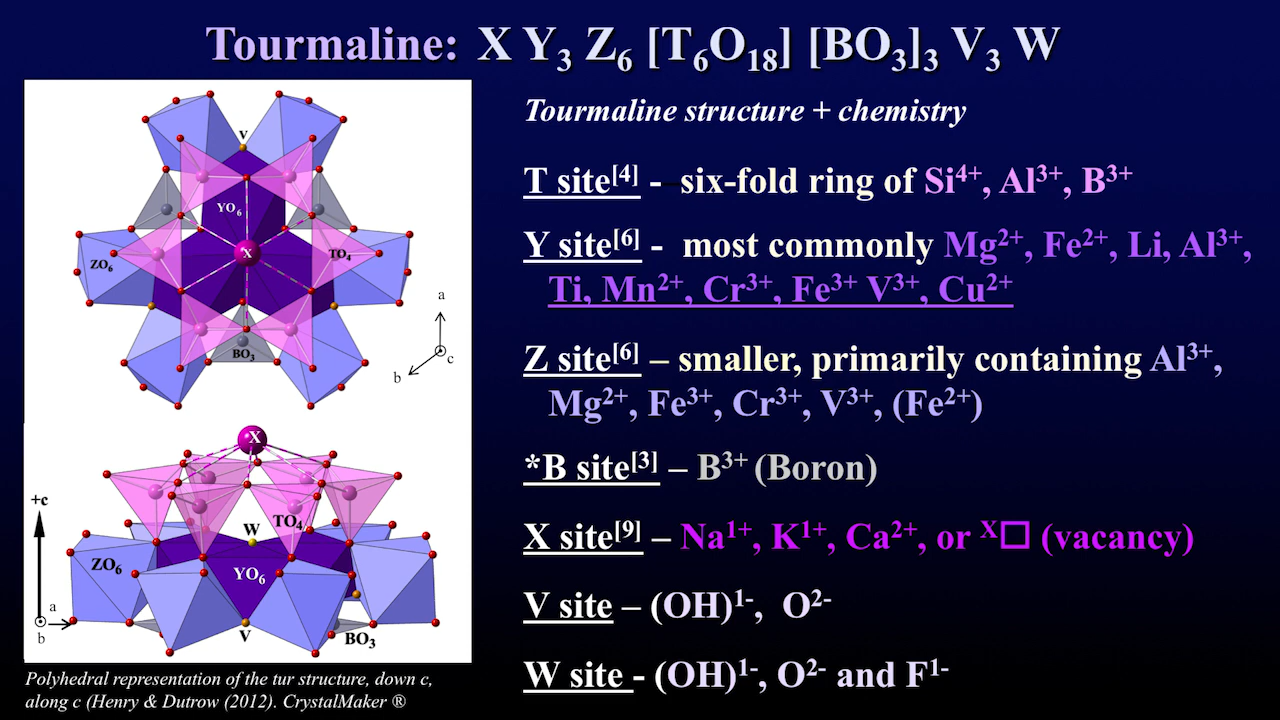 Tourmaline: X Y₃ Z₆ [T₆O₁₈] [BO₃]₃ V₃ W
V
YO₆
X
ZO₆
TO₄
BO₃
a
b
c
X
+c
W
TO₄
ZO₆
YO₆
a
b
V
BO₃
Polyhedral representation of the tur structure, down c,
along c (Henry & Dutrow (2012). CrystalMaker ®
Tourmaline structure + chemistry
T site[4] - six-fold ring of Si⁴⁺, Al³⁺, B³⁺
Y site[6] - most commonly Mg²⁺, Fe²⁺, Li, Al³⁺,
Ti, Mn²⁺, Cr³⁺, Fe³⁺ V³⁺, Cu²⁺
Z site[6] – smaller, primarily containing Al³⁺,
Mg²⁺, Fe³⁺, Cr³⁺, V³⁺, (Fe²⁺)
*B site[3] – B³⁺ (Boron)
X site[9] – Na¹⁺, K¹⁺, Ca²⁺, or ˣ□ (vacancy)
V site – (OH)¹⁻, O²⁻
W site - (OH)¹⁻, O²⁻ and F¹⁻